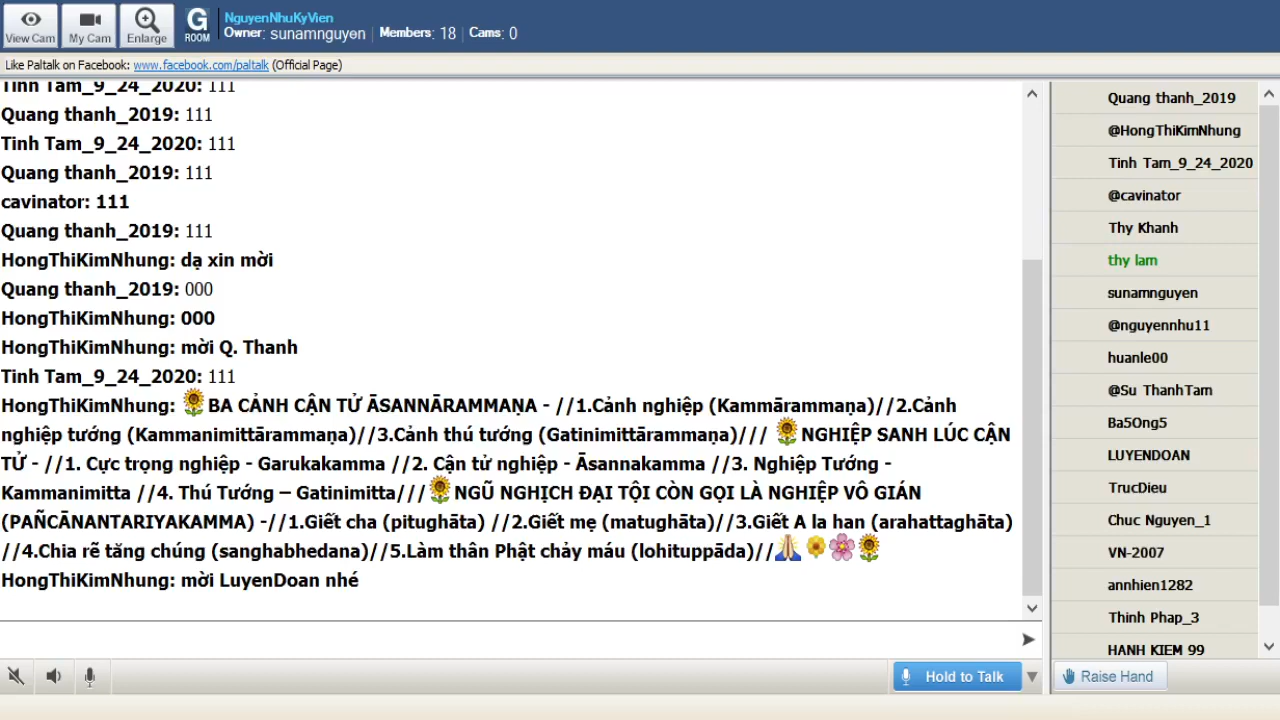 View Cam
My Cam
Enlarge
G
ROOM
NguyenNhuKyVien
Owner: sunamnguyen | Members: 18 | Cams: 0
Like Paltalk on Facebook: www.facebook.com/paltalk (Official Page)
Tinh Tam_9_24_2020: 111
Quang thanh_2019: 111
Tinh Tam_9_24_2020: 111
Quang thanh_2019: 111
cavinator: 111
Quang thanh_2019: 111
HongThiKimNhung: dạ xin mời
Quang thanh_2019: 000
HongThiKimNhung: 000
HongThiKimNhung: mời Q. Thanh
Tinh Tam_9_24_2020: 111
HongThiKimNhung: 🌻BA CẢNH CẬN TỬ ĀSANNĀRAMMAṆA - //1.Cảnh nghiệp (Kammārammaṇa)//2.Cảnh
nghiệp tướng (Kammanimittārammaṇa)//3.Cảnh thú tướng (Gatinimittārammaṇa)/// 🌻NGHIỆP SANH LÚC CẬN
TỬ - //1. Cực trọng nghiệp - Garukakamma //2. Cận tử nghiệp - Āsannakamma //3. Nghiệp Tướng -
Kammanimitta //4. Thú Tướng – Gatinimitta///🌻NGŨ NGHỊCH ĐẠI TỘI CÒN GỌI LÀ NGHIỆP VÔ GIÁN
(PAÑCĀNANTARIYAKAMMA) -//1.Giết cha (pitughāta) //2.Giết mẹ (matughāta)//3.Giết A la han (arahattaghāta)
//4.Chia rẽ tăng chúng (sanghabhedana)//5.Làm thân Phật chảy máu (lohituppāda)//🙏🌼🌸🌻
HongThiKimNhung: mời LuyenDoan nhé
Hold to Talk
Quang thanh_2019
@HongThiKimNhung
Tinh Tam_9_24_2020
@cavinator
Thy Khanh
thy lam
sunamnguyen
@nguyennhu11
huanle00
@Su ThanhTam
Ba5Ong5
LUYENDOAN
TrucDieu
Chuc Nguyen_1
VN-2007
annhien1282
Thinh Phap_3
HANH KIEM 99
Raise Hand